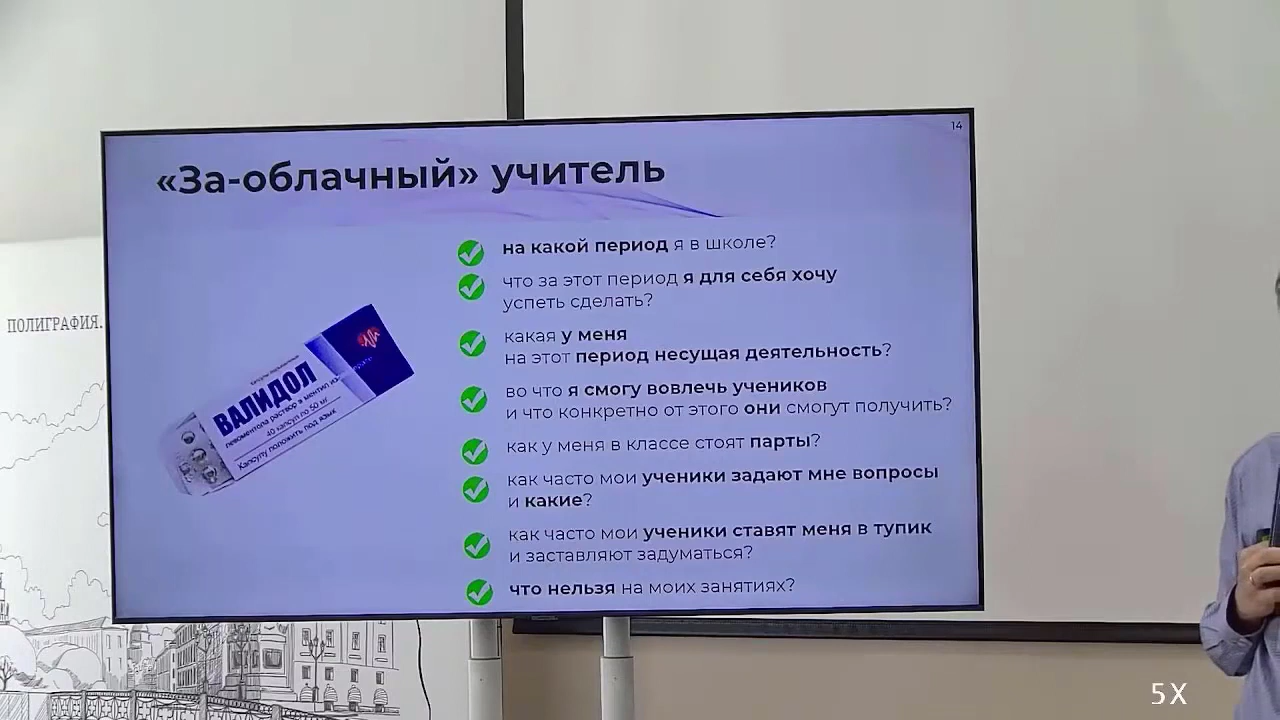 14
«За-облачный» учитель
на какой период я в школе?
что за этот период я для себя хочу
успеть сделать?
какая у меня
на этот период несущая деятельность?
во что я смогу вовлечь учеников
и что конкретно от этого они смогут получить?
как у меня в классе стоят парты?
как часто мои ученики задают мне вопросы
и какие?
как часто мои ученики ставят меня в тупик
и заставляют задуматься?
что нельзя на моих занятиях?
ВАЛИДОЛ
левоментола раствор в ментил
40 капсул по 50 мг
Капсулу положить под язык
ПОЛИГРАФИЯ.
5X